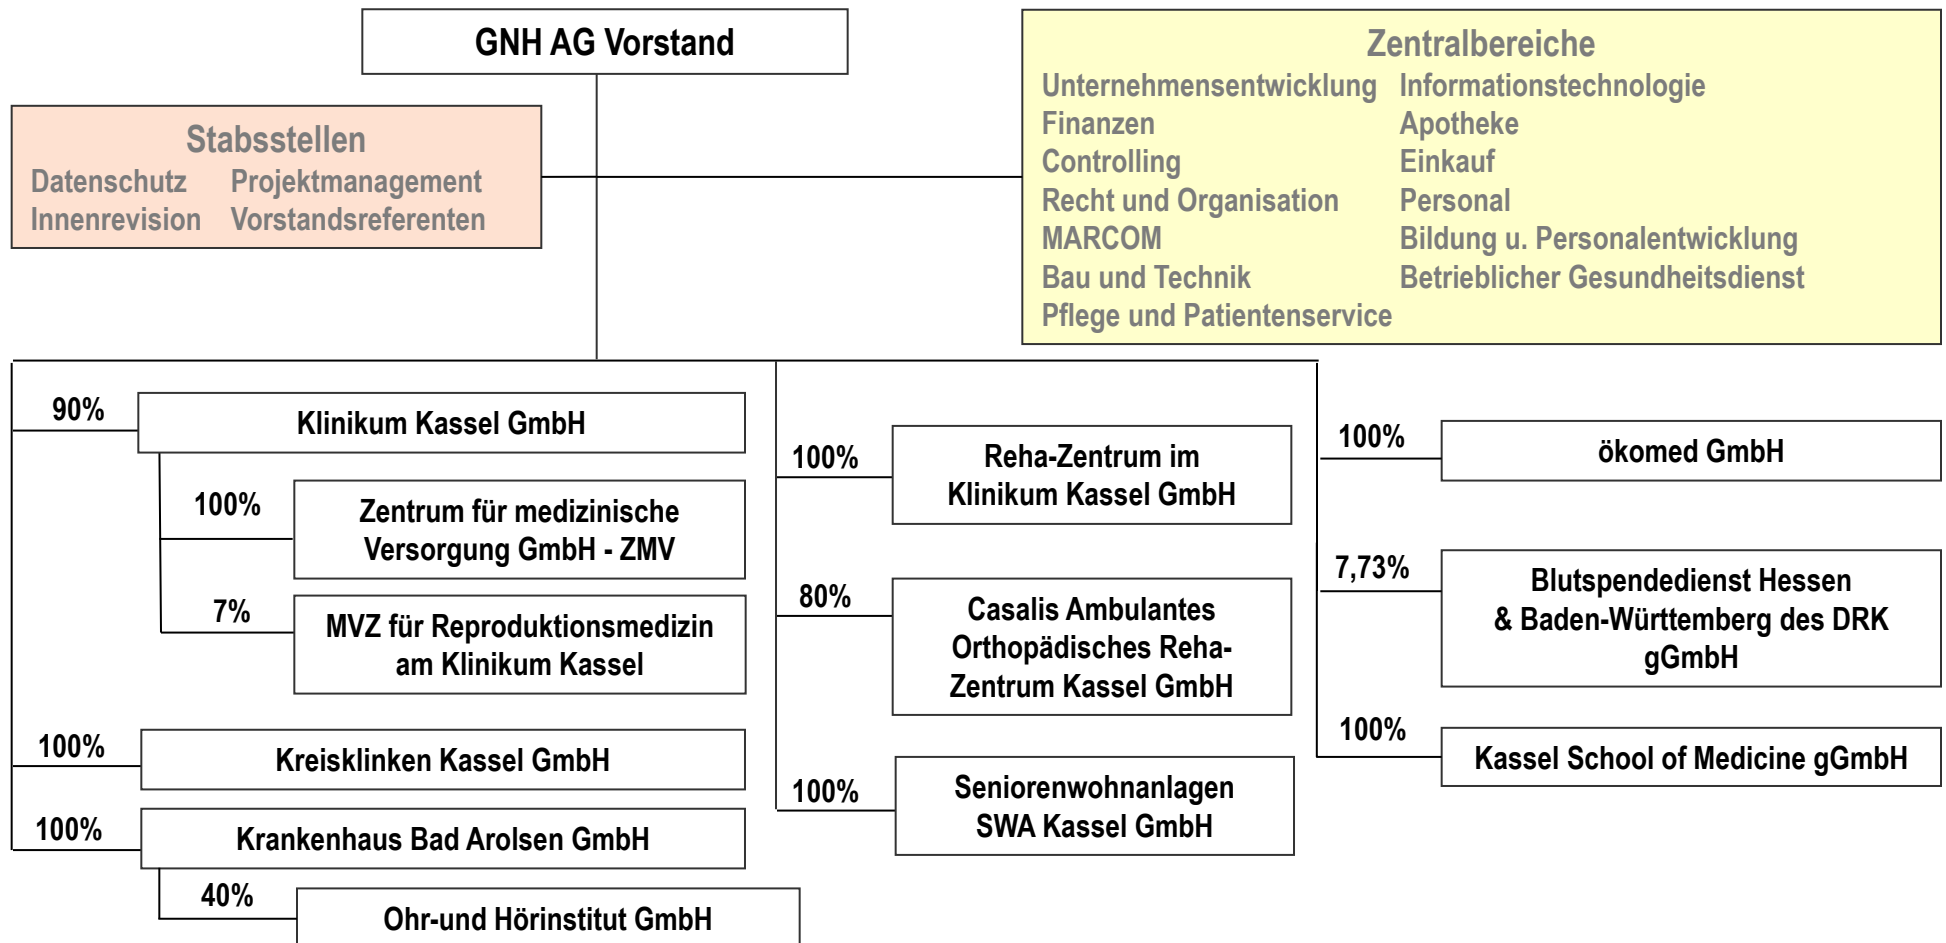 GNH AG Vorstand
Zentralbereiche
Unternehmensentwicklung Informationstechnologie
Finanzen Apotheke
Controlling Einkauf
Recht und Organisation Personal
MARCOM Bildung u. Personalentwicklung
Bau und Technik Betrieblicher Gesundheitsdienst
Pflege und Patientenservice
Stabsstellen
Datenschutz Projektmanagement
Innenrevision Vorstandsreferenten
90%
Klinikum Kassel GmbH
100%
Zentrum für medizinische
Versorgung GmbH - ZMV
7%
MVZ für Reproduktionsmedizin
am Klinikum Kassel
100%
Kreisklinken Kassel GmbH
100%
Krankenhaus Bad Arolsen GmbH
40%
Ohr-und Hörinstitut GmbH
100%
Reha-Zentrum im
Klinikum Kassel GmbH
80%
Casalis Ambulantes
Orthopädisches Reha-
Zentrum Kassel GmbH
100%
Seniorenwohnanlagen
SWA Kassel GmbH
100%
ökomed GmbH
7,73%
Blutspendedienst Hessen
& Baden-Württemberg des DRK
gGmbH
100%
Kassel School of Medicine gGmbH